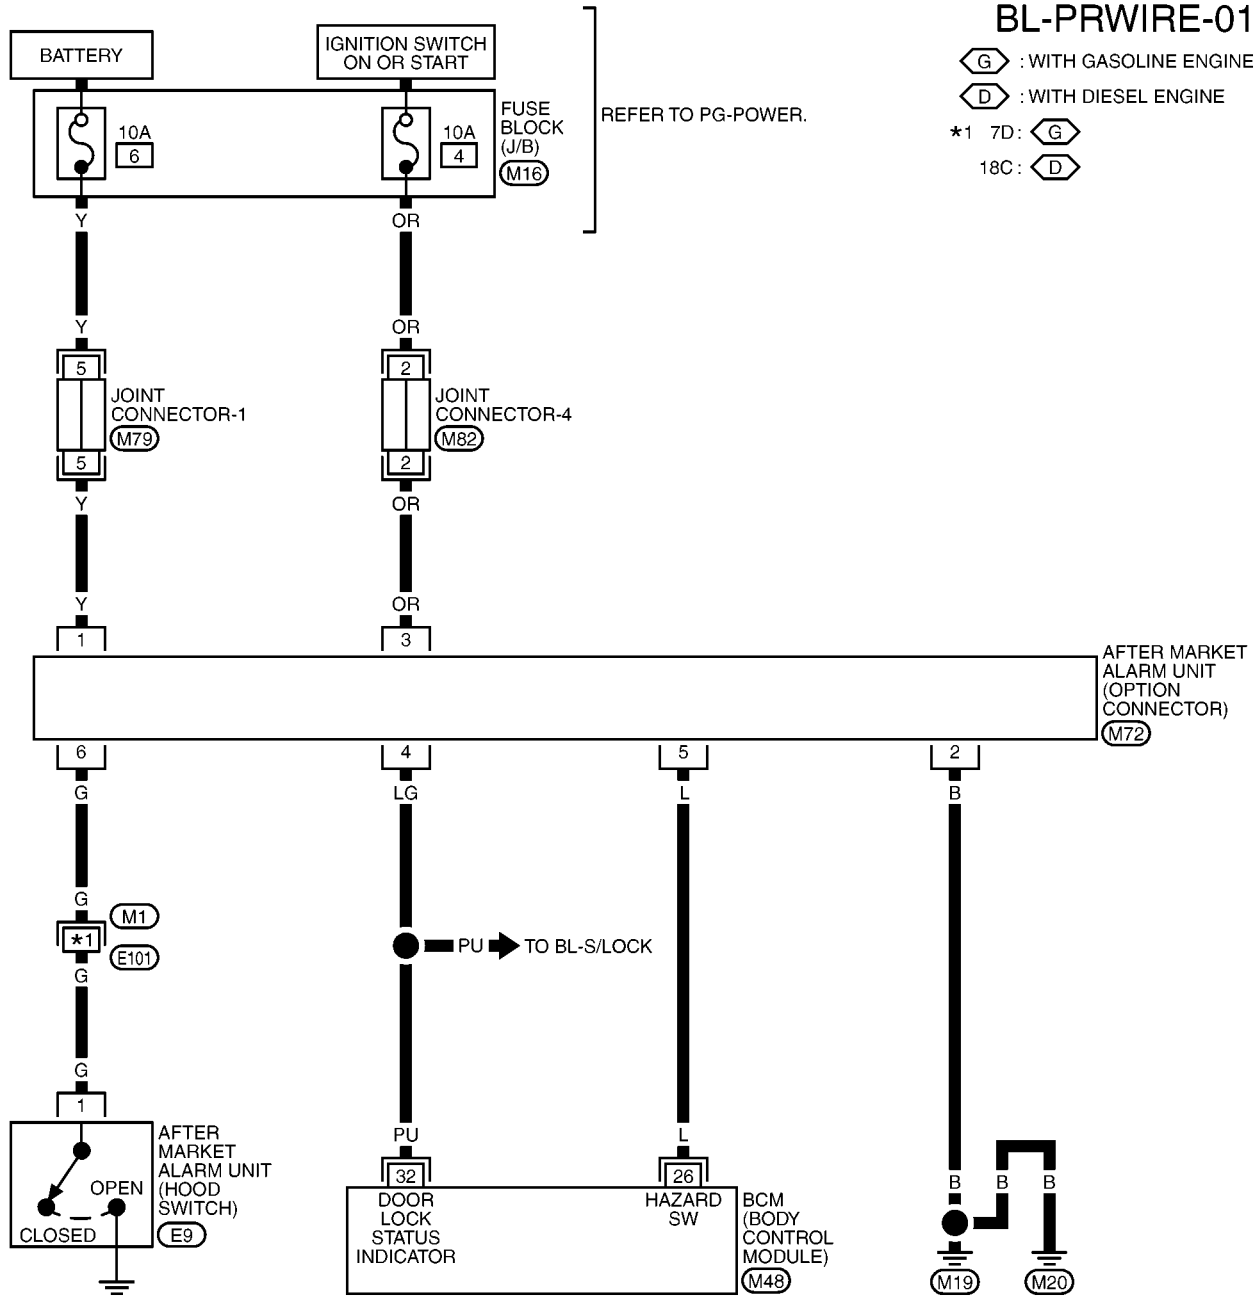 BL-PRWIRE-01
G : WITH GASOLINE ENGINE
D : WITH DIESEL ENGINE
*1 7D : G
18C : D
BATTERY
IGNITION SWITCH
ON OR START
10A
6
10A
4
FUSE
BLOCK
(J/B)
M16
REFER TO PG-POWER.
Y
OR
Y
OR
5
2
JOINT
CONNECTOR-1
M79
JOINT
CONNECTOR-4
M82
5
2
Y
OR
Y
OR
1
3
AFTER MARKET
ALARM UNIT
(OPTION
CONNECTOR)
M72
6
4
5
2
G
LG
L
B
G
M1
*1
E101
G
PU
TO BL-S/LOCK
G
1
AFTER
MARKET
ALARM UNIT
(HOOD
SWITCH)
E9
OPEN
CLOSED
PU
L
32
26
DOOR
LOCK
STATUS
INDICATOR
HAZARD
SW
BCM
(BODY
CONTROL
MODULE)
M48
B
B
B
M19
M20